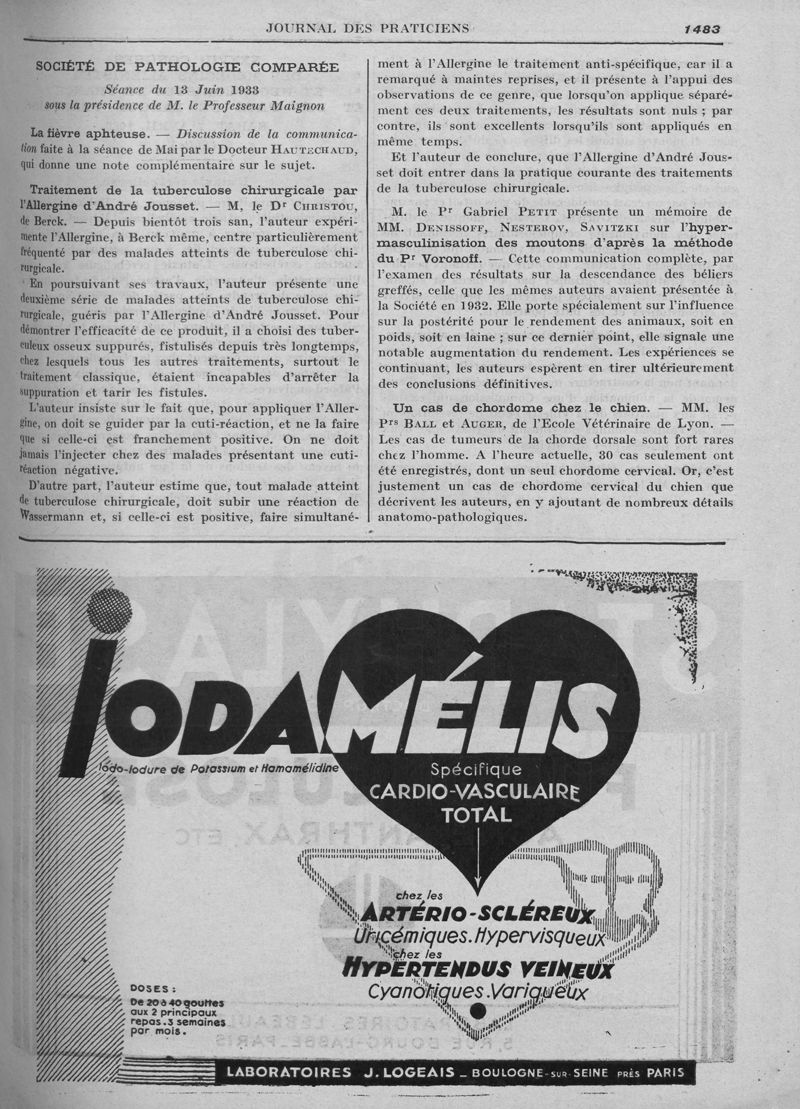 JOURNAL DES PRATICIENS
1483
SOCIÉTÉ DE PATHOLOGIE COMPARÉE
Séance du 13 Juin 1933
sous la présidence de M. le Professeur Maignon
La fièvre aphteuse. — Discussion de la communica-
tion faite à la séance de Mai par le Docteur HAUTECHAUD,
qui donne une note complémentaire sur le sujet.
Traitement de la tuberculose chirurgicale par
l'Allergine d'André Jousset. — M. le Dr CHRISTOU,
de Berck. — Depuis bientôt trois san, l'auteur expéri-
mente l'Allergine, à Berck même, centre particulièrement
fréquenté par des malades atteints de tuberculose chi-
rurgicale.
En poursuivant ses travaux, l'auteur présente une
deuxième série de malades atteints de tuberculose chi-
rurgicale, guéris par l'Allergine d'André Jousset. Pour
démontrer l'efficacité de ce produit, il a choisi des tuber-
culeux osseux suppurés, fistulisés depuis très longtemps,
chez lesquels tous les autres traitements, surtout le
traitement classique, étaient incapables d'arrêter la
suppuration et tarir les fistules.
L'auteur insiste sur le fait que, pour appliquer l'Aller-
gine, on doit se guider par la cuti-réaction, et ne la faire
que si celle-ci est franchement positive. On ne doit
jamais l'injecter chez des malades présentant une cuti-
réaction négative.
D'autre part, l'auteur estime que, tout malade atteint
de tuberculose chirurgicale, doit subir une réaction de
Wassermann et, si celle-ci est positive, faire simultané-
ment à l'Allergine le traitement anti-spécifique, car il a
remarqué à maintes reprises, et il présente à l'appui des
observations de ce genre, que lorsqu'on applique séparé-
ment ces deux traitements, les résultats sont nuls ; par
contre, ils sont excellents lorsqu'ils sont appliqués en
même temps.
Et l'auteur de conclure, que l'Allergine d'André Jous-
set doit entrer dans la pratique courante des traitements
de la tuberculose chirurgicale.
M. le Pr Gabriel PETIT présente un mémoire de
MM. DENISSOFF, NESTEROV, SAVITZKI sur l'hyper-
masculinisation des moutons d'après la méthode
du Pr Voronoff. — Cette communication complète, par
l'examen des résultats sur la descendance des béliers
greffés, celle que les mêmes auteurs avaient présentée à
la Société en 1932. Elle porte spécialement sur l'influence
sur la postérité pour le rendement des animaux, soit en
poids, soit en laine ; sur ce dernier point, elle signale une
notable augmentation du rendement. Les expériences se
continuant, les auteurs espèrent en tirer ultérieurement
des conclusions définitives.
Un cas de chordome chez le chien. — MM. les
Prs BALL et AUGER, de l'Ecole Vétérinaire de Lyon. —
Les cas de tumeurs de la chorde dorsale sont fort rares
chez l'homme. A l'heure actuelle, 30 cas seulement ont
été enregistrés, dont un seul chordome cervical. Or, c'est
justement un cas de chordome cervical du chien que
décrivent les auteurs, en y ajoutant de nombreux détails
anatomo-pathologiques.
IODAMÉLIS
Iodo-Iodure de Potassium et Hamamélidine
Spécifique
CARDIO-VASCULAIRE
TOTAL
chez les
ARTÉRIO-SCLÉREUX
Uricémiques. Hypervisqueux
chez les
HYPERTENDUS VEINEUX
Cyanotiques. Variqueux
DOSES :
De 20 à 40 gouttes
aux 2 principaux
repas. 3 semaines
par mois.
LABORATOIRES J. LOGEAIS _ BOULOGNE-SUR-SEINE PRÈS PARIS